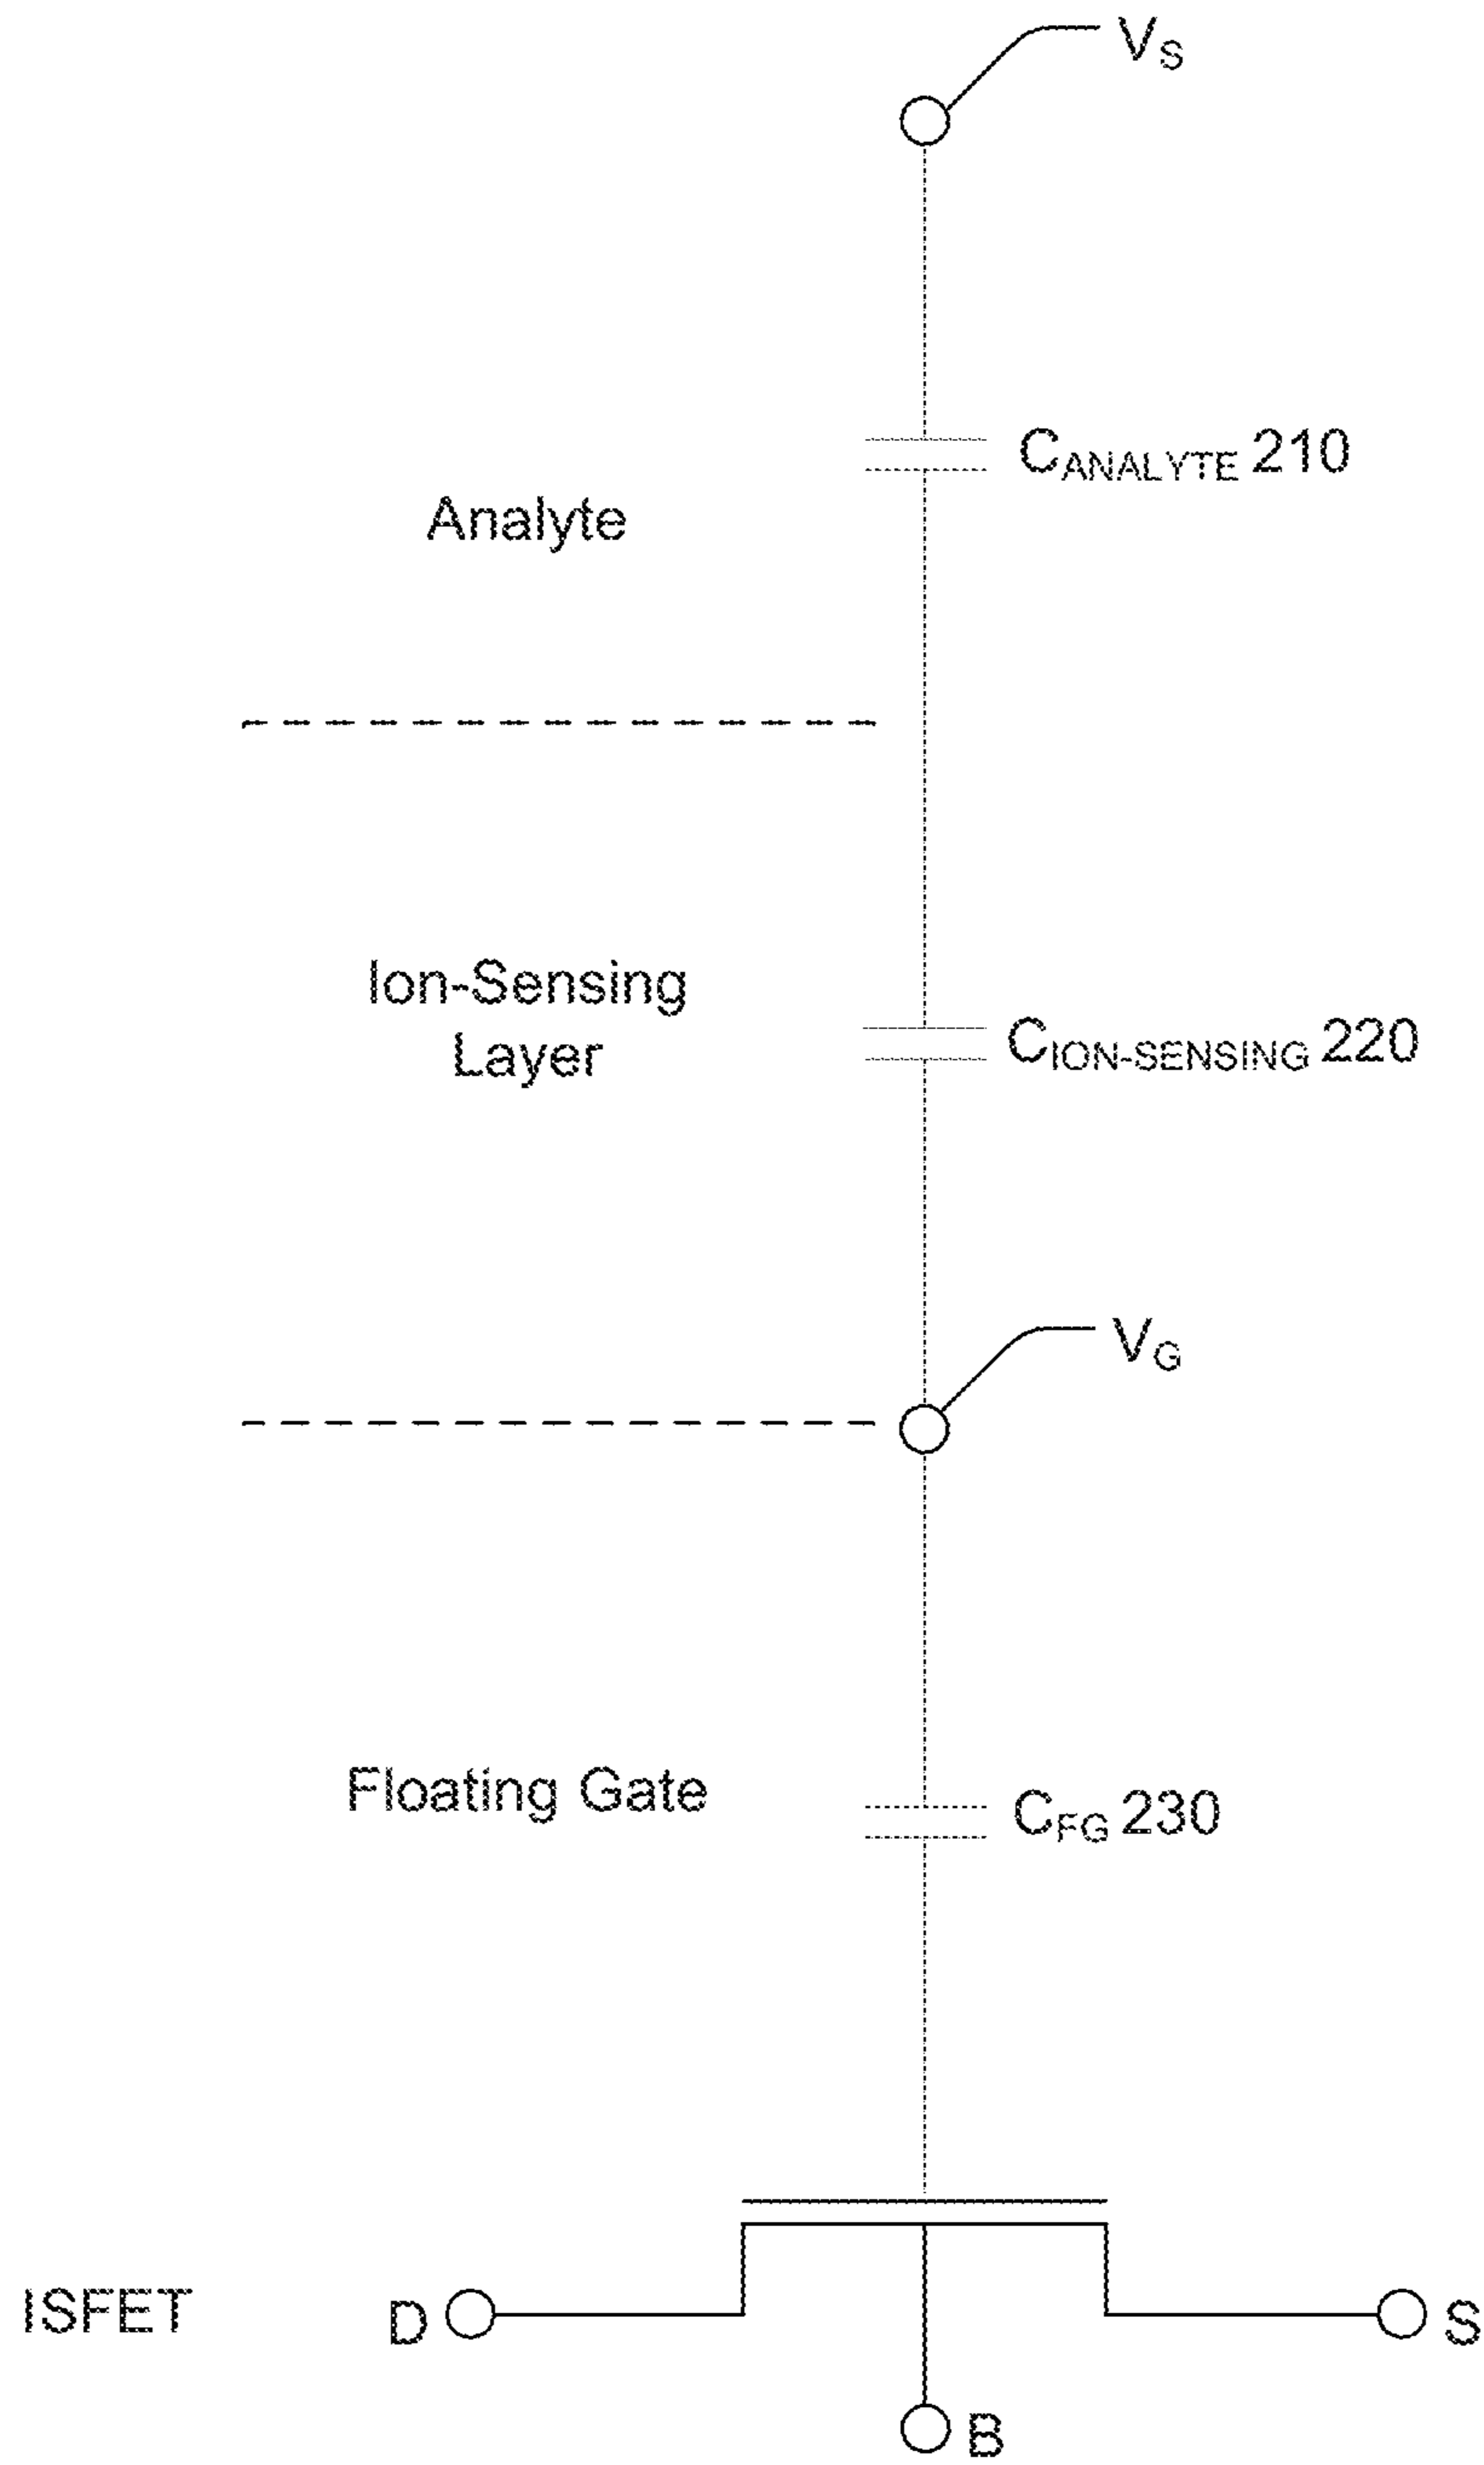 VS
CANALYTE 210
Analyte
Ion-Sensing
Layer
CION-SENSING 220
VG
Floating Gate
CFG 230
ISFET
D
S
B